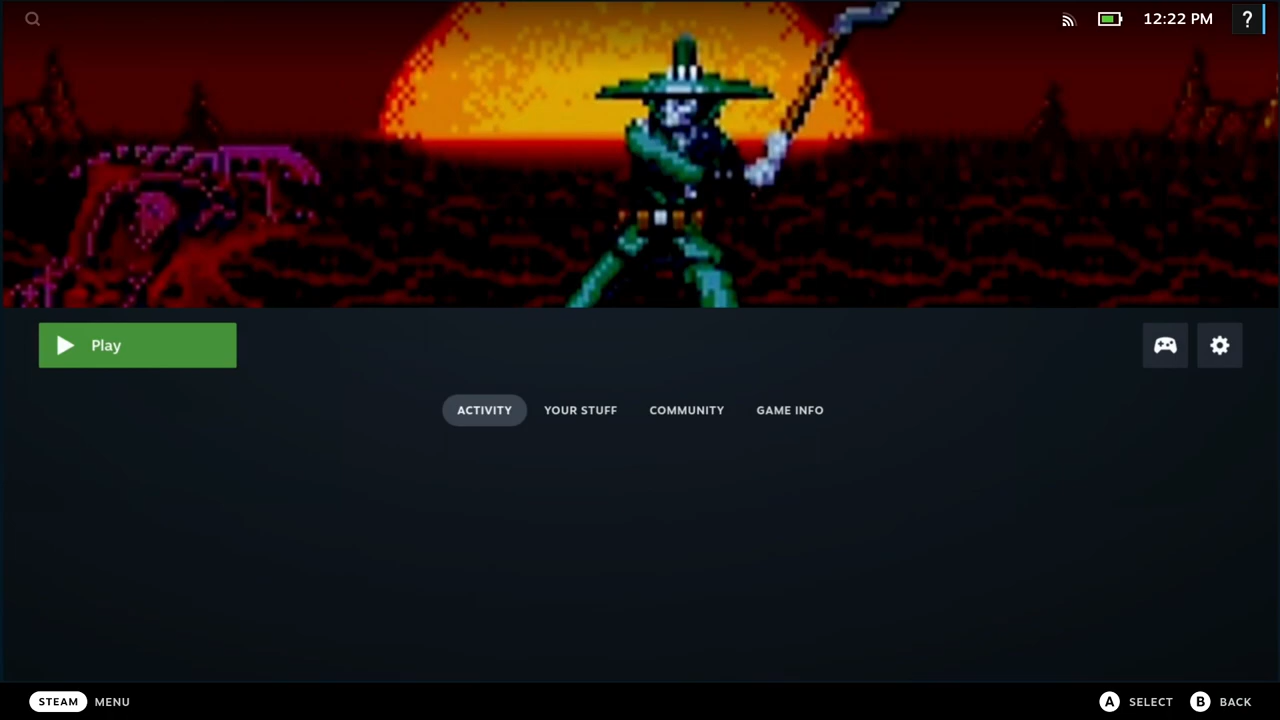 12:22 PM ?
Play
ACTIVITY YOUR STUFF COMMUNITY GAME INFO
STEAM MENU A SELECT B BACK